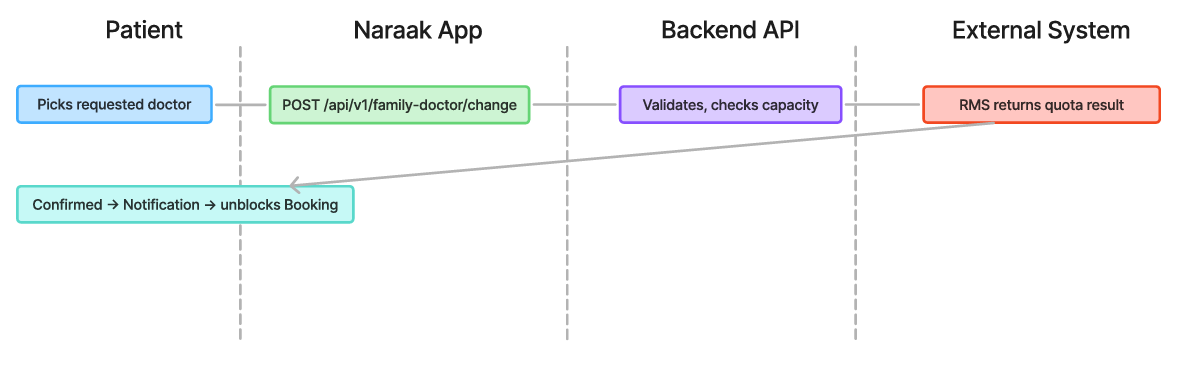 Patient
Naraak App
Backend API
External System
Picks requested doctor
POST /api/v1/family-doctor/change
Validates, checks capacity
RMS returns quota result
Confirmed → Notification → unblocks Booking